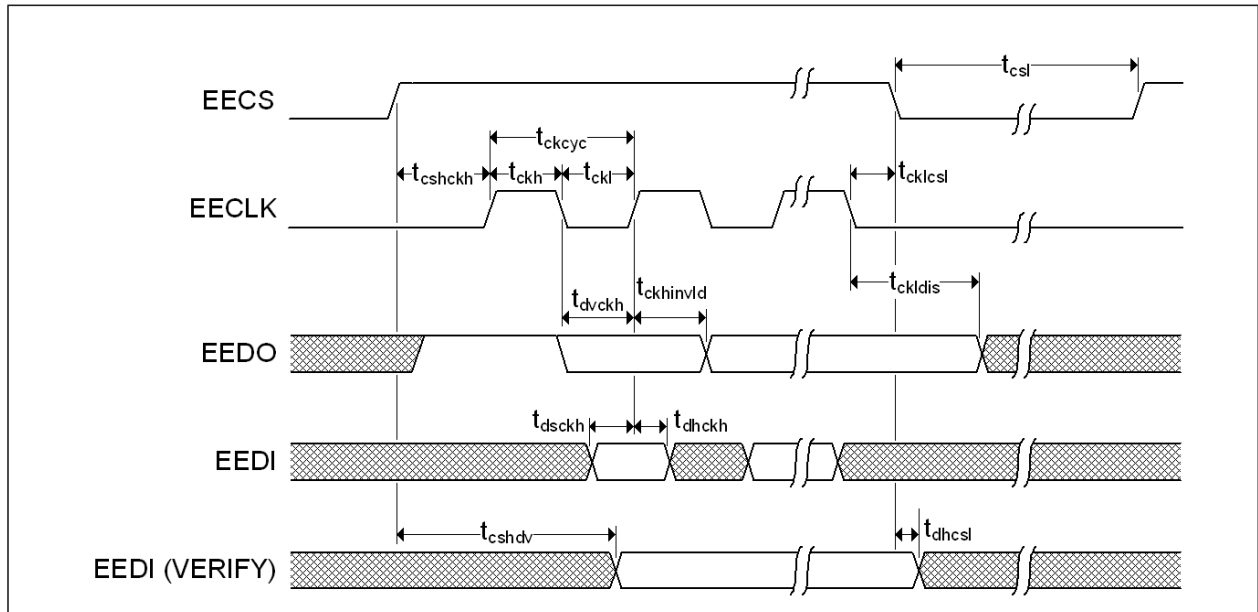 t_csl
EECS
t_ckcyc
t_cshckh t_ckh t_ckl t_cklcsl
EECLK
t_dvckh t_ckhinvld t_ckldis
EEDO
t_dsckh t_dhckh
EEDI
t_cshdv t_dhcsl
EEDI (VERIFY)